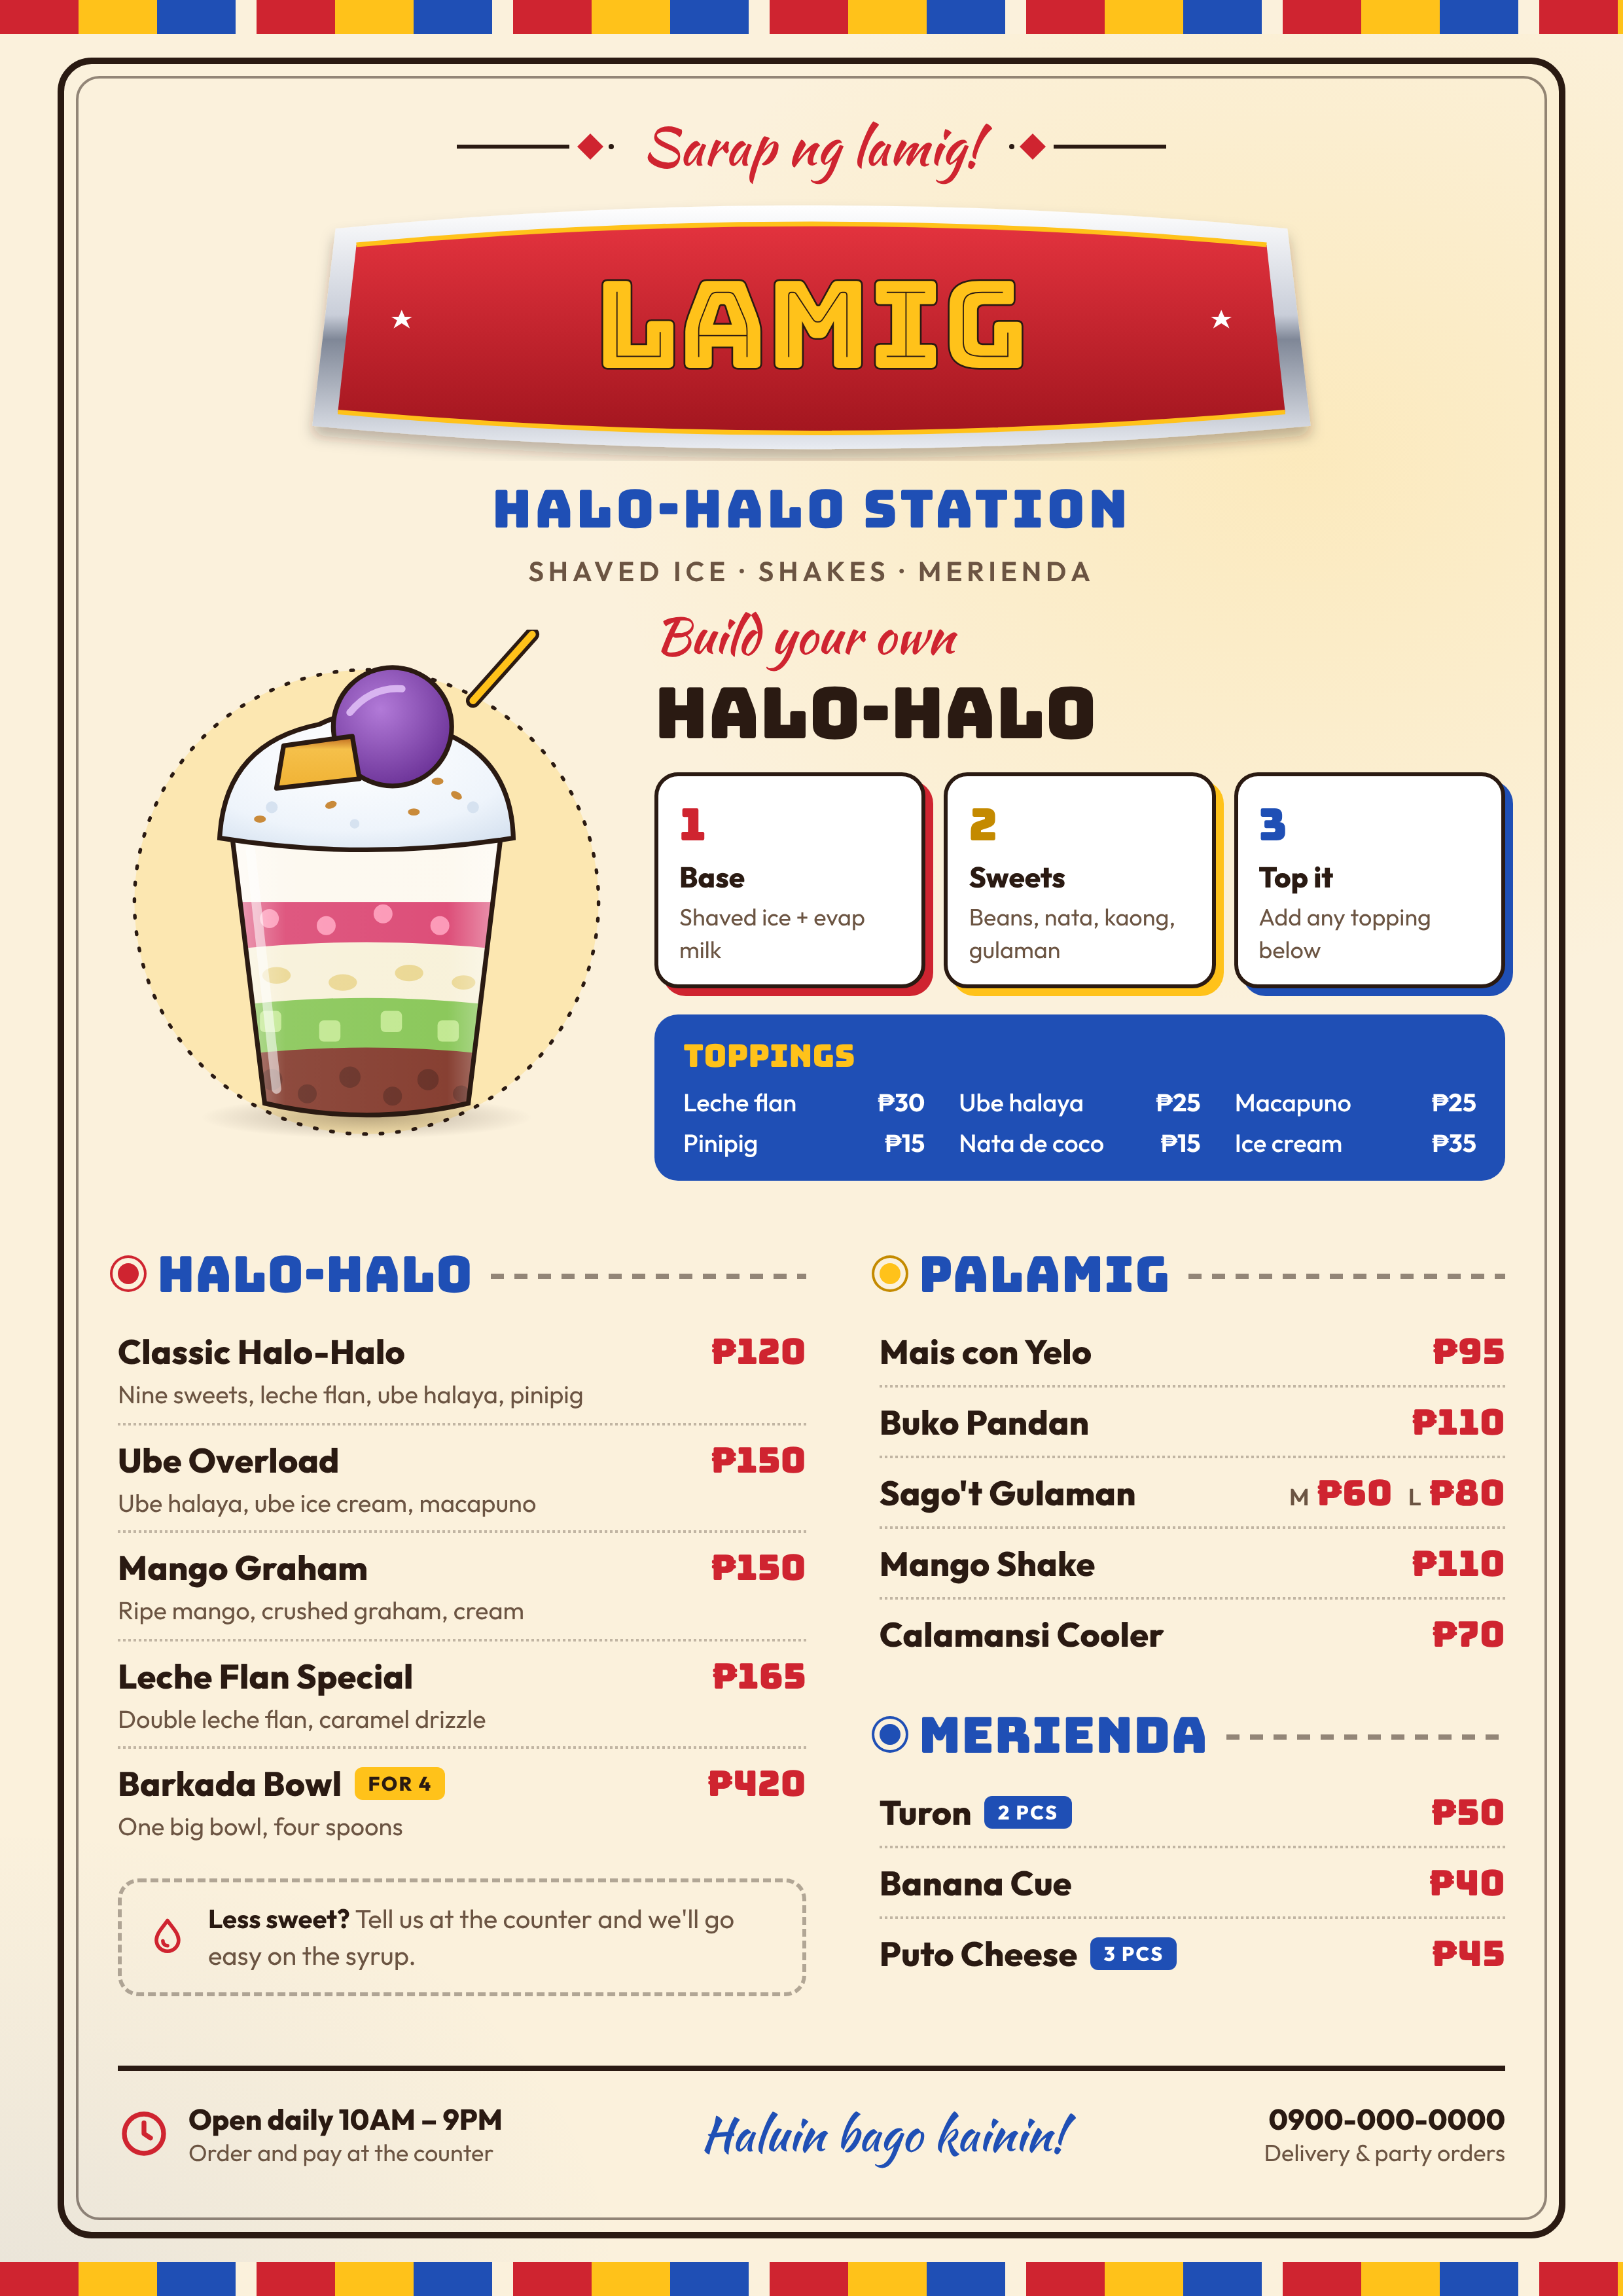 Sarap ng lamig!
LAMIG
HALO-HALO STATION
SHAVED ICE · SHAKES · MERIENDA
Build your own
HALO-HALO
1
Base
Shaved ice + evap
milk
2
Sweets
Beans, nata, kaong,
gulaman
3
Top it
Add any topping
below
TOPPINGS
Leche flan ₱30 Ube halaya ₱25 Macapuno ₱25
Pinipig ₱15 Nata de coco ₱15 Ice cream ₱35
HALO-HALO
Classic Halo-Halo ₱120
Nine sweets, leche flan, ube halaya, pinipig
Ube Overload ₱150
Ube halaya, ube ice cream, macapuno
Mango Graham ₱150
Ripe mango, crushed graham, cream
Leche Flan Special ₱165
Double leche flan, caramel drizzle
Barkada Bowl FOR 4 ₱420
One big bowl, four spoons
Less sweet? Tell us at the counter and we'll go
easy on the syrup.
PALAMIG
Mais con Yelo ₱95
Buko Pandan ₱110
Sago't Gulaman M ₱60 L ₱80
Mango Shake ₱110
Calamansi Cooler ₱70
MERIENDA
Turon 2 PCS ₱50
Banana Cue ₱40
Puto Cheese 3 PCS ₱45
Open daily 10AM – 9PM
Order and pay at the counter
Haluin bago kainin!
0900-000-0000
Delivery & party orders